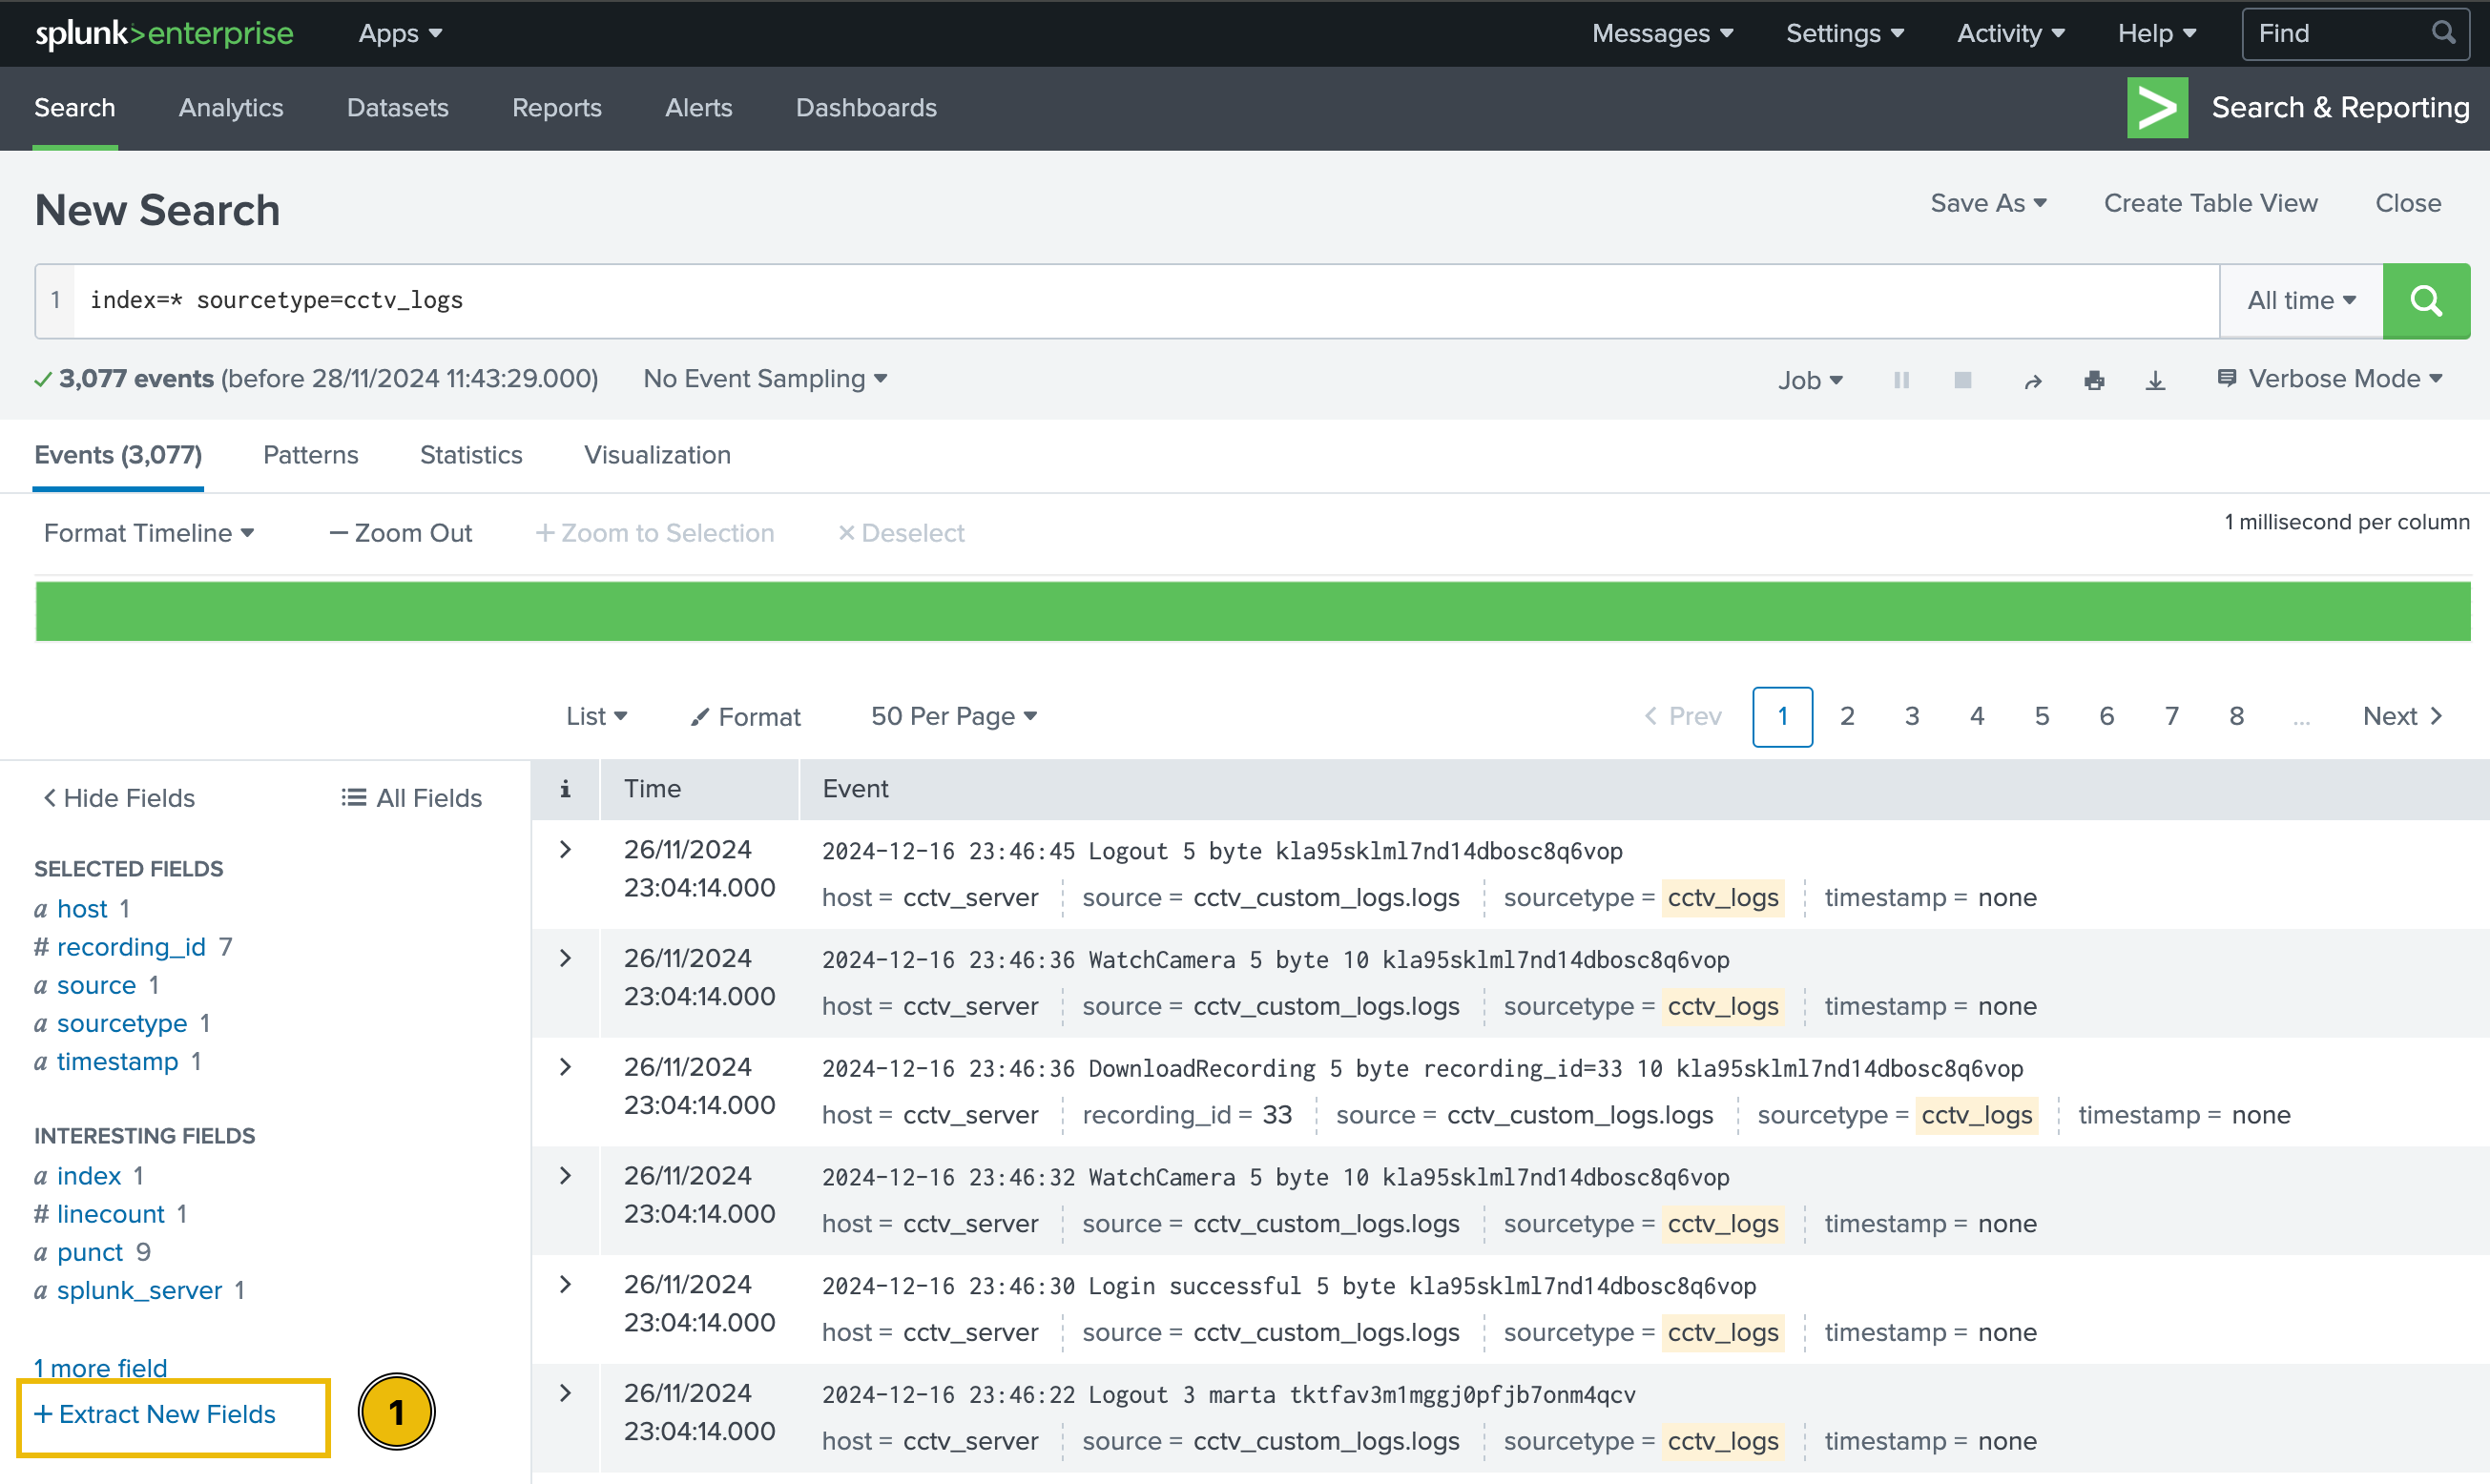 splunk>enterprise Apps Messages Settings Activity Help Find
Search Analytics Datasets Reports Alerts Dashboards Search & Reporting
New Search Save As Create Table View Close
1 index=* sourcetype=cctv_logs All time
3,077 events (before 28/11/2024 11:43:29.000) No Event Sampling Job Verbose Mode
Events (3,077) Patterns Statistics Visualization
Format Timeline — Zoom Out + Zoom to Selection × Deselect 1 millisecond per column
List Format 50 Per Page < Prev 1 2 3 4 5 6 7 8 ... Next >
< Hide Fields All Fields
SELECTED FIELDS
a host 1
# recording_id 7
a source 1
a sourcetype 1
a timestamp 1
INTERESTING FIELDS
a index 1
# linecount 1
a punct 9
a splunk_server 1
1 more field
+ Extract New Fields 1
i Time Event
> 26/11/2024 2024-12-16 23:46:45 Logout 5 byte kla95sklml7nd14dbosc8q6vop
23:04:14.000 host = cctv_server source = cctv_custom_logs.logs sourcetype = cctv_logs timestamp = none
> 26/11/2024 2024-12-16 23:46:36 WatchCamera 5 byte 10 kla95sklml7nd14dbosc8q6vop
23:04:14.000 host = cctv_server source = cctv_custom_logs.logs sourcetype = cctv_logs timestamp = none
> 26/11/2024 2024-12-16 23:46:36 DownloadRecording 5 byte recording_id=33 10 kla95sklml7nd14dbosc8q6vop
23:04:14.000 host = cctv_server recording_id = 33 source = cctv_custom_logs.logs sourcetype = cctv_logs timestamp = none
> 26/11/2024 2024-12-16 23:46:32 WatchCamera 5 byte 10 kla95sklml7nd14dbosc8q6vop
23:04:14.000 host = cctv_server source = cctv_custom_logs.logs sourcetype = cctv_logs timestamp = none
> 26/11/2024 2024-12-16 23:46:30 Login successful 5 byte kla95sklml7nd14dbosc8q6vop
23:04:14.000 host = cctv_server source = cctv_custom_logs.logs sourcetype = cctv_logs timestamp = none
> 26/11/2024 2024-12-16 23:46:22 Logout 3 marta tktfav3m1mggj0pfjb7onm4qcv
23:04:14.000 host = cctv_server source = cctv_custom_logs.logs sourcetype = cctv_logs timestamp = none